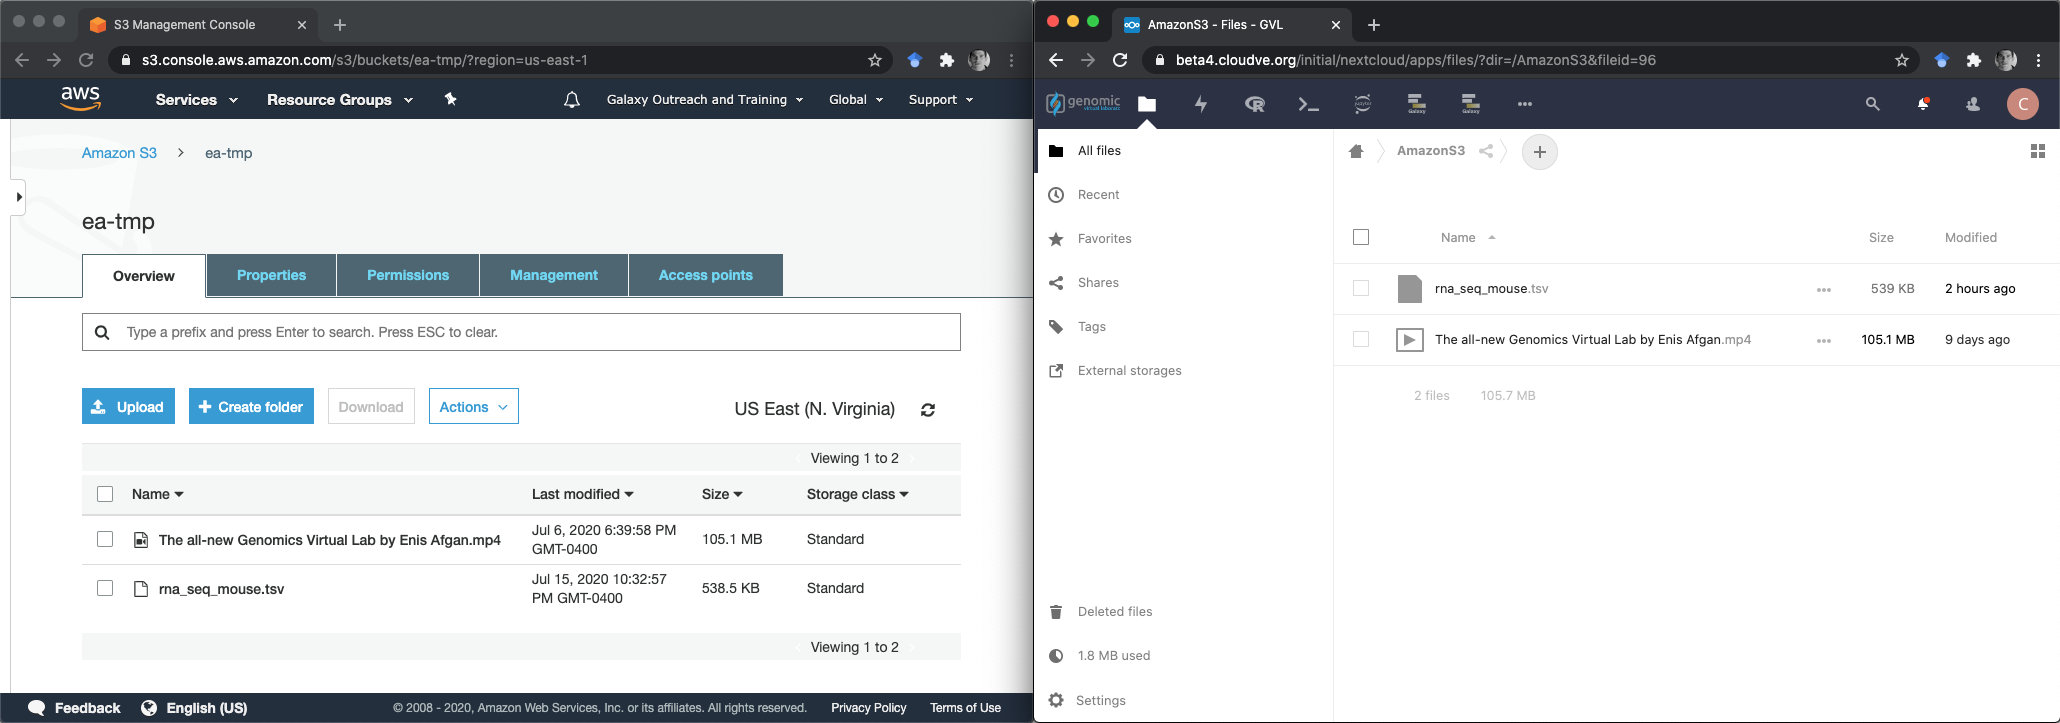 S3 Management Console
s3.console.aws.amazon.com/s3/buckets/ea-tmp/?region=us-east-1
aws
Services
Resource Groups
Galaxy Outreach and Training
Global
Support
Amazon S3
ea-tmp
ea-tmp
Overview
Properties
Permissions
Management
Access points
Type a prefix and press Enter to search. Press ESC to clear.
Upload
Create folder
Download
Actions
US East (N. Virginia)
Viewing 1 to 2
Name
Last modified
Size
Storage class
The all-new Genomics Virtual Lab by Enis Afgan.mp4
Jul 6, 2020 6:39:58 PM
GMT-0400
105.1 MB
Standard
rna_seq_mouse.tsv
Jul 15, 2020 10:32:57
PM GMT-0400
538.5 KB
Standard
Viewing 1 to 2
Feedback
English (US)
© 2008 - 2020, Amazon Web Services, Inc. or its affiliates. All rights reserved.
Privacy Policy
Terms of Use
AmazonS3 - Files - GVL
beta4.cloudve.org/initial/nextcloud/apps/files/?dir=/AmazonS3&fileid=96
genomic
R
Galaxy
Galaxy
C
All files
Recent
Favorites
Shares
Tags
External storages
Deleted files
1.8 MB used
Settings
AmazonS3
Name
Size
Modified
rna_seq_mouse.tsv
539 KB
2 hours ago
The all-new Genomics Virtual Lab by Enis Afgan.mp4
105.1 MB
9 days ago
2 files
105.7 MB